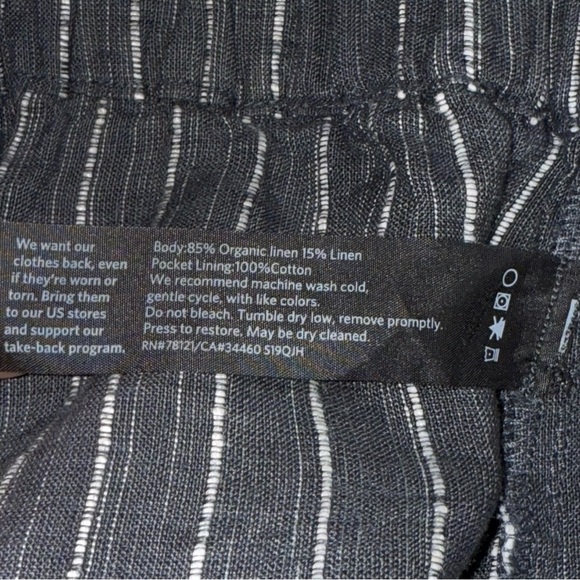 We want our
clothes back, even
if they're worn or
torn. Bring them
to our US stores
and support our
take-back program.
Body:85% Organic linen 15% Linen
Pocket Lining:100%Cotton
We recommend machine wash cold,
gentle cycle, with like colors.
Do not bleach. Tumble dry low, remove promptly.
Press to restore. May be dry cleaned.
RN#78121/CA#34460 S19QJH